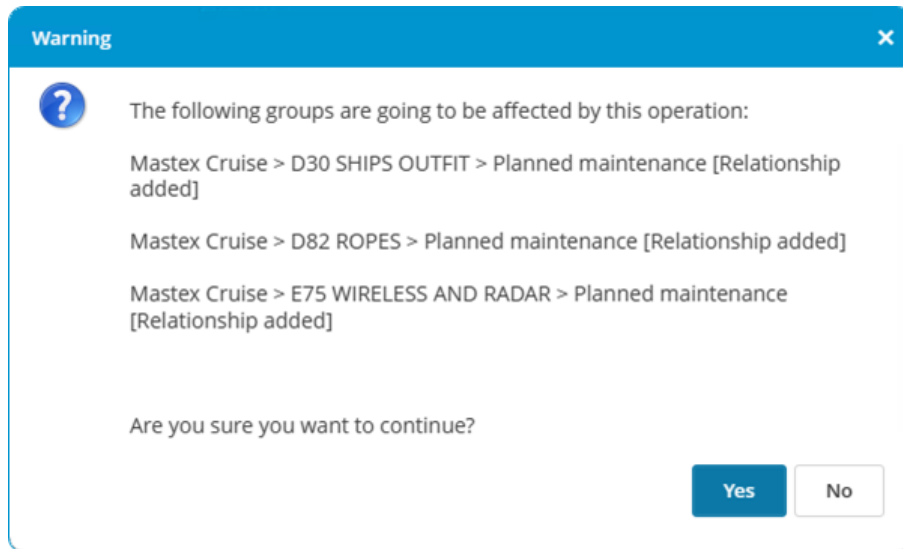 Warning
The following groups are going to be affected by this operation:
Mastex Cruise > D30 SHIPS OUTFIT > Planned maintenance [Relationship
added]
Mastex Cruise > D82 ROPES > Planned maintenance [Relationship added]
Mastex Cruise > E75 WIRELESS AND RADAR > Planned maintenance
[Relationship added]
Are you sure you want to continue?
Yes No